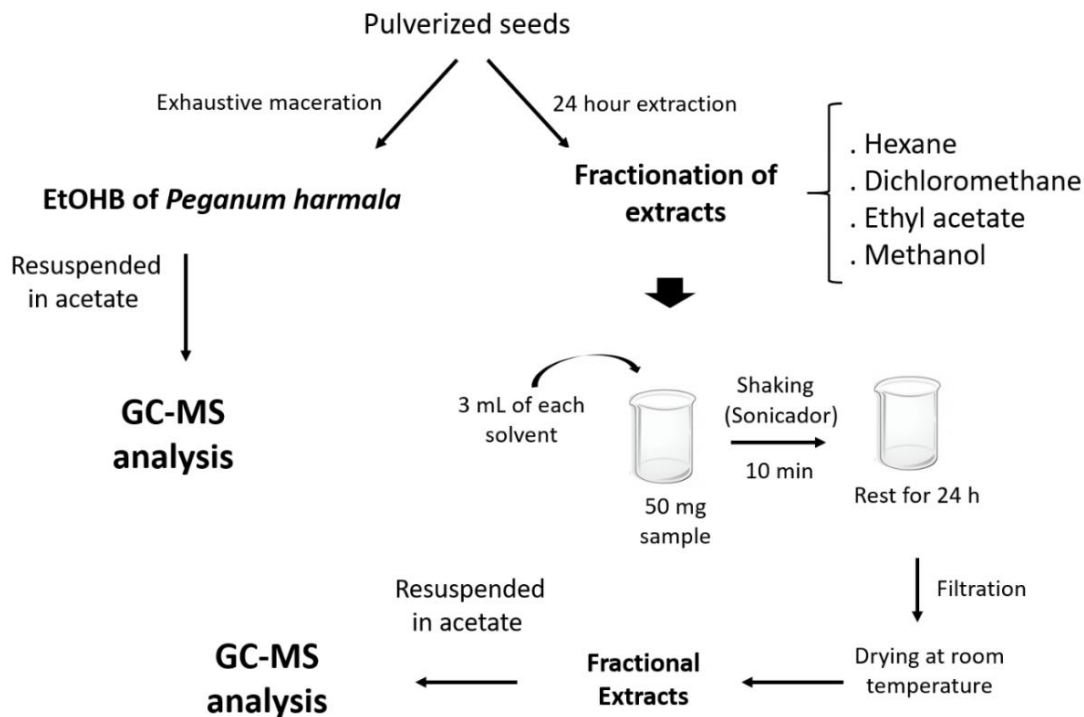 Pulverized seeds
Exhaustive maceration
24 hour extraction
EtOHB of Peganum harmala
Fractionation of
extracts
. Hexane
. Dichloromethane
. Ethyl acetate
. Methanol
Resuspended
in acetate
GC-MS
analysis
3 mL of each
solvent
50 mg
sample
Shaking
(Sonicador)
10 min
Rest for 24 h
Filtration
Drying at room
temperature
Fractional
Extracts
Resuspended
in acetate
GC-MS
analysis